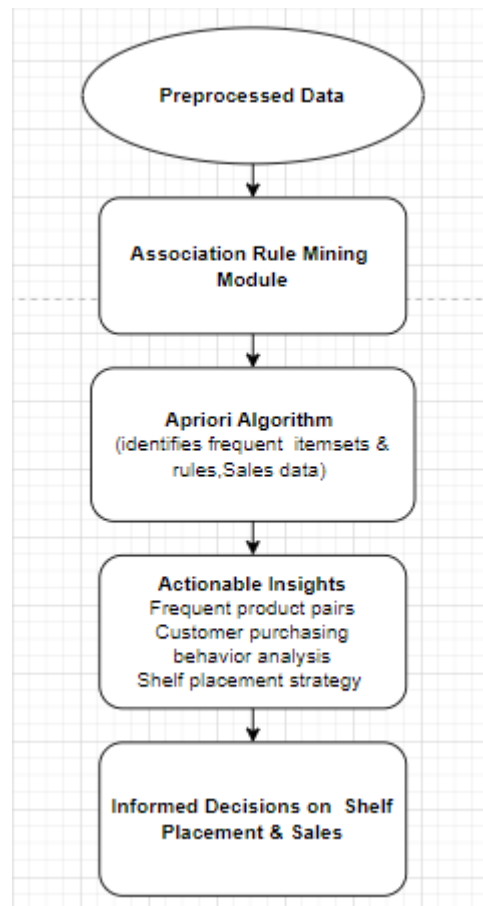 Preprocessed Data
Association Rule Mining
Module
Apriori Algorithm
(identifies frequent itemsets &
rules,Sales data)
Actionable Insights
Frequent product pairs
Customer purchasing
behavior analysis
Shelf placement strategy
Informed Decisions on Shelf
Placement & Sales